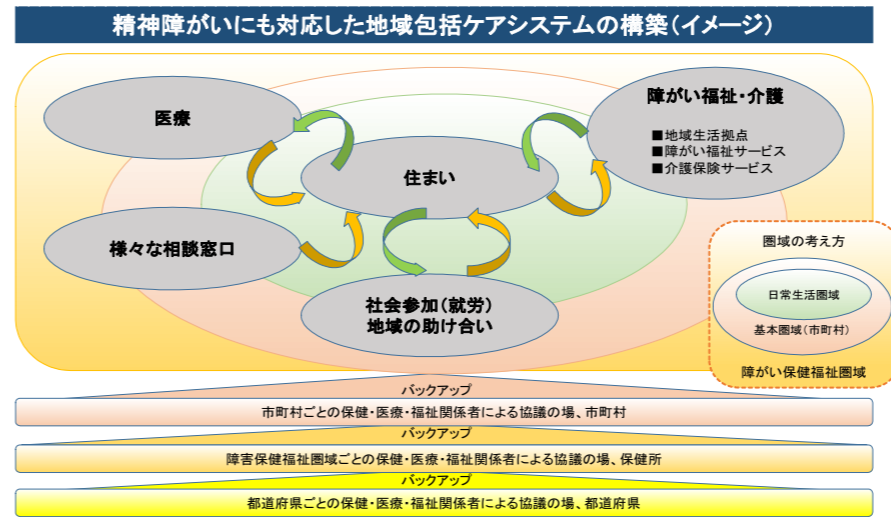 精神障がいにも対応した地域包括ケアシステムの構築(イメージ)
医療
障がい福祉・介護
■地域生活拠点
■障がい福祉サービス
■介護保険サービス
住まい
様々な相談窓口
社会参加(就労)
地域の助け合い
圏域の考え方
日常生活圏域
基本圏域(市町村)
障がい保健福祉圏域
バックアップ
市町村ごとの保健・医療・福祉関係者による協議の場、市町村
バックアップ
障害保健福祉圏域ごとの保健・医療・福祉関係者による協議の場、保健所
バックアップ
都道府県ごとの保健・医療・福祉関係者による協議の場、都道府県